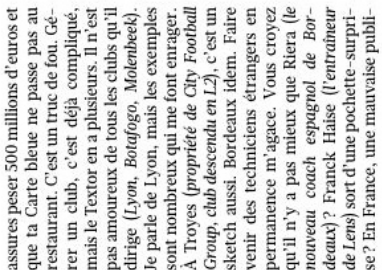 assures peser 500 millions d'euros et
que ta Carte bleue ne passe pas au
restaurant. C'est un truc de fou. Gé-
rer un club, c'est déjà compliqué,
mais le Textor en a plusieurs. Il n'est
pas amoureux de tous les clubs qu'il
dirige (Lyon, Botafogo, Molenbeek).
Je parle de Lyon, mais les exemples
sont nombreux qui me font enrager.
À Troyes (propriété de City Football
Group, club descendu en L2), c'est un
sketch aussi. Bordeaux idem. Faire
venir des techniciens étrangers en
permanence m'agace. Vous croyez
qu'il n'y a pas mieux que Riera (le
nouveau coach espagnol de Bor-
deaux) ? Franck Haise (l'entraîneur
de Lens) sort d'une pochette-surpri-
se ? En France, une mauvaise publi-